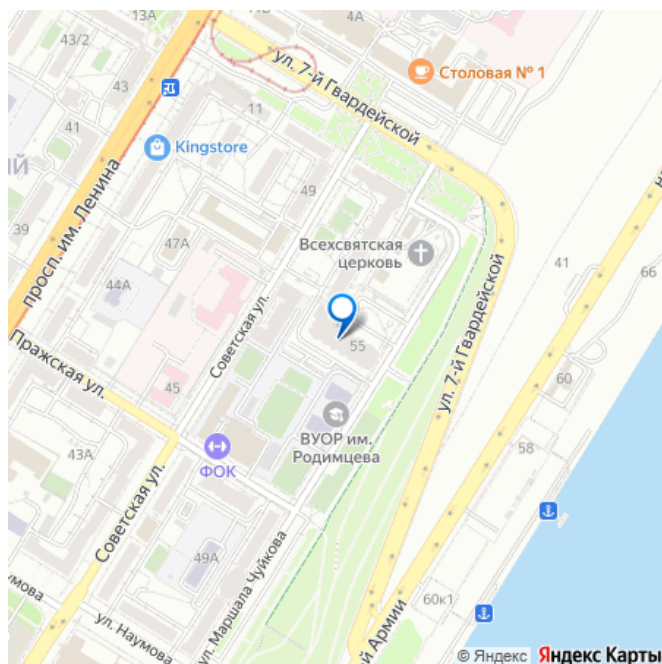 43/2
13А
4А
ул. 7-й Гвардейской
Столовая № 1
43
11
41
Kingstore
просп. им. Ленина
49
39
47А
Всехсвятская
церковь
44А
41
66
Советская ул.
55
ул. 7-й Гвардейской
Пражская ул.
45
60
ВУОР им.
Родимцева
43А
ФОК
58
Советская ул.
49А
ул. Маршала Чуйкова
ул. Наумова
60к1
й Армии
© Яндекс Яндекс Карты